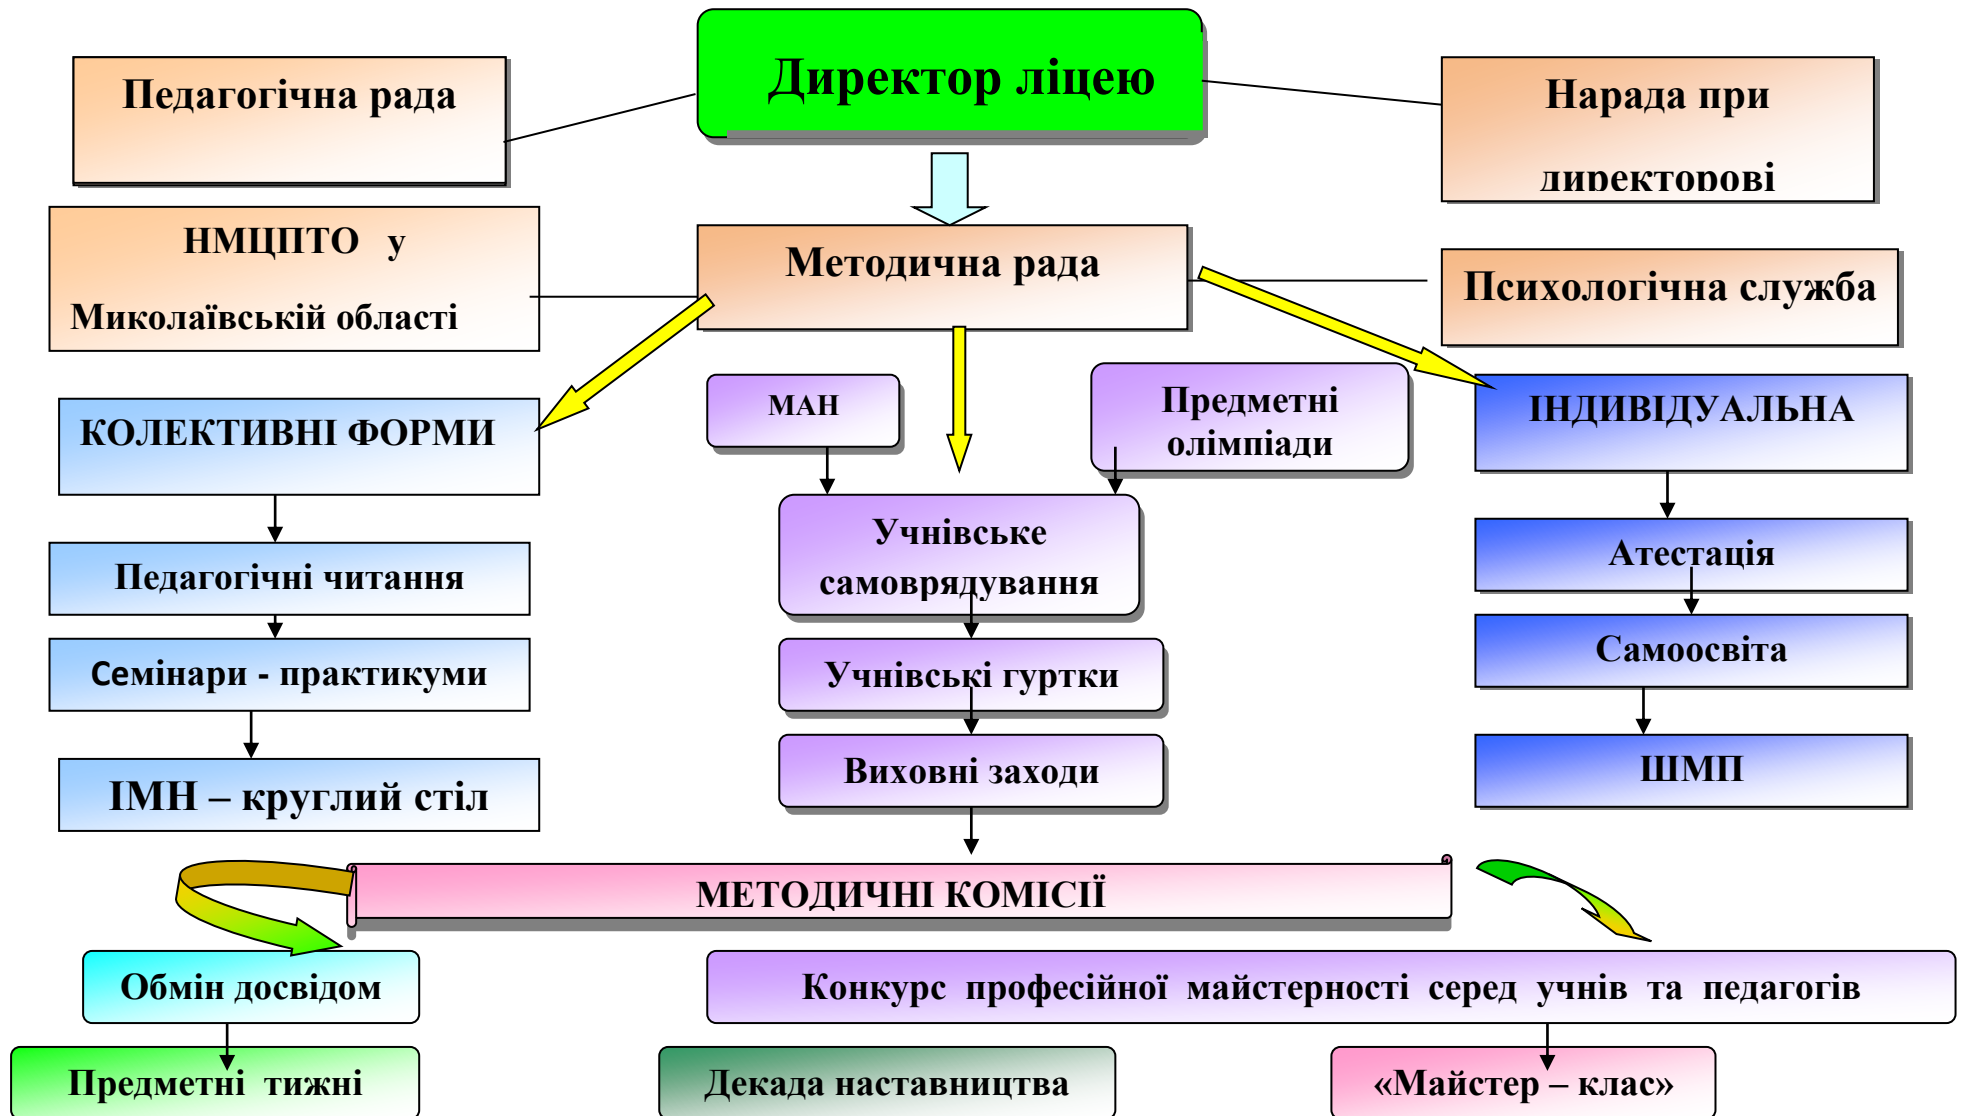 Директор ліцею
Педагогічна рада
Нарада при
директорові
НМЦПТО у
Миколаївській області
Методична рада
Психологічна служба
КОЛЕКТИВНІ ФОРМИ
МАН
Предметні
олімпіади
ІНДИВІДУАЛЬНА
Педагогічні читання
Учнівське
самоврядування
Атестація
Семінари - практикуми
Учнівські гуртки
Самоосвіта
ІМН – круглий стіл
Виховні заходи
ШМП
МЕТОДИЧНІ КОМІСІЇ
Обмін досвідом
Конкурс професійної майстерності серед учнів та педагогів
Предметні тижні
Декада наставництва
«Майстер – клас»